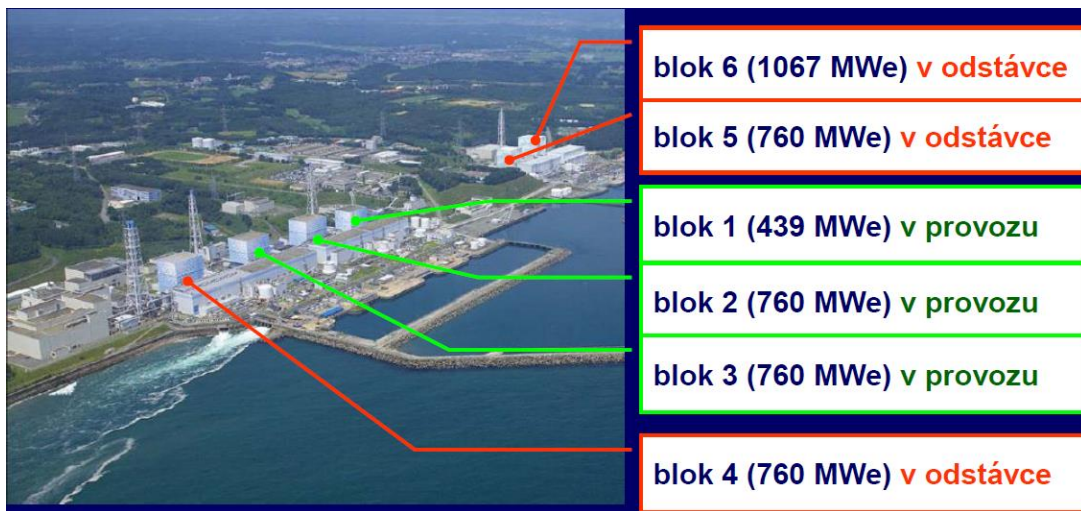 blok 6 (1067 MWe) v odstávce
blok 5 (760 MWe) v odstávce
blok 1 (439 MWe) v provozu
blok 2 (760 MWe) v provozu
blok 3 (760 MWe) v provozu
blok 4 (760 MWe) v odstávce